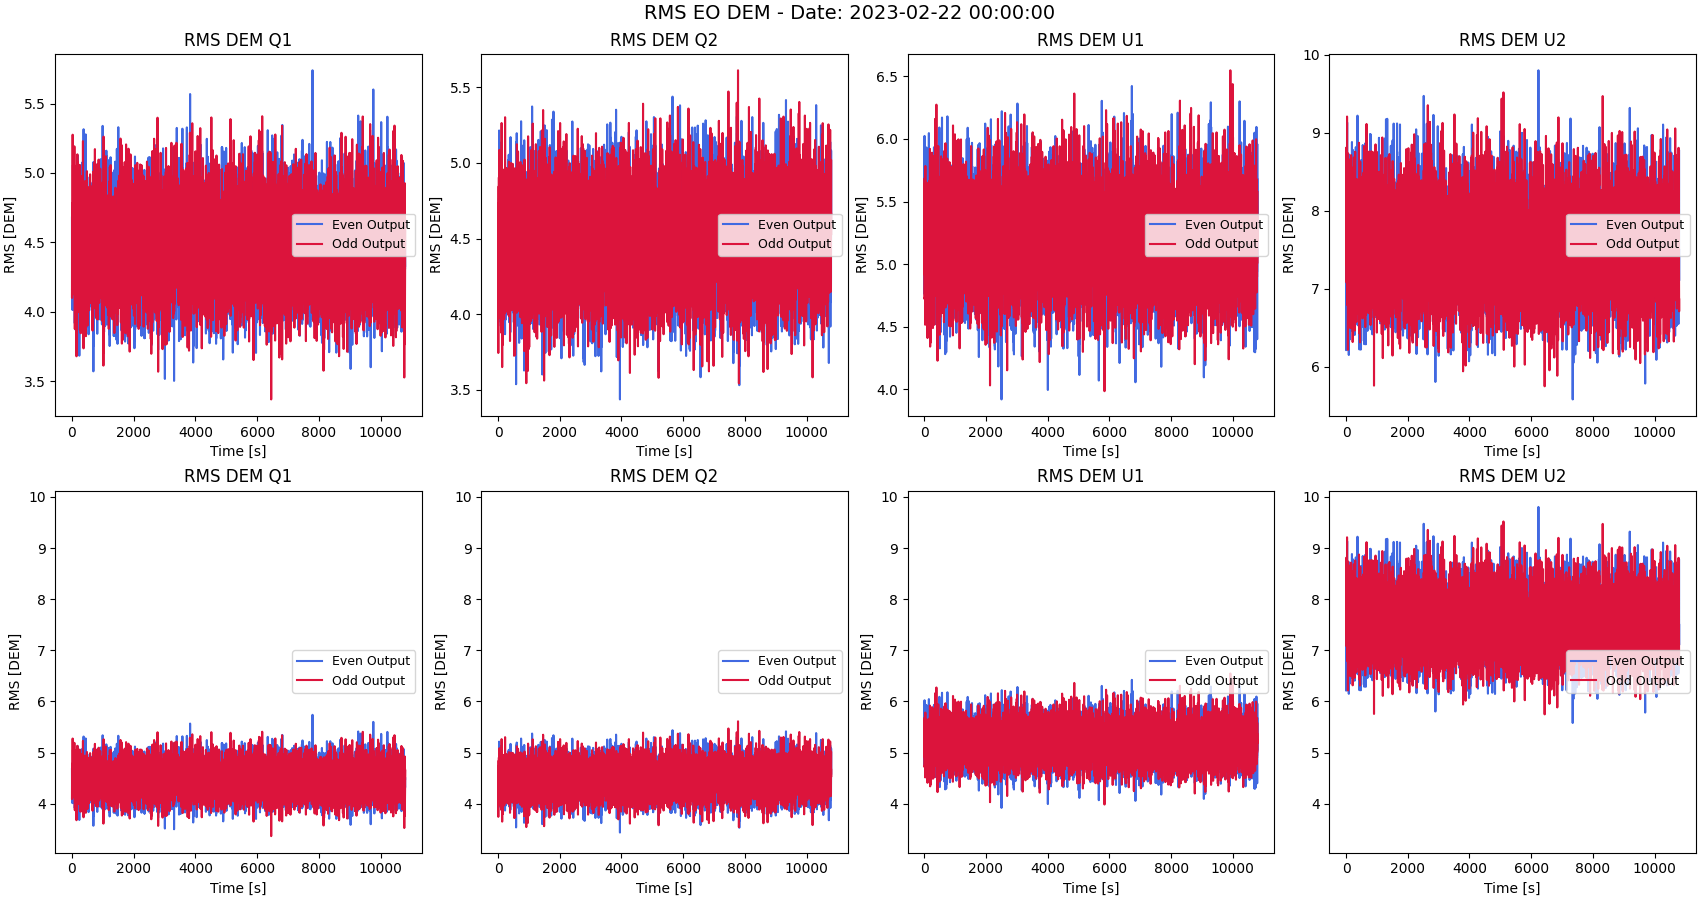 RMS EO DEM - Date: 2023-02-22 00:00:00
RMS DEM Q1
RMS DEM Q2
RMS DEM U1
RMS DEM U2
RMS [DEM]
5.5
5.0
4.5
4.0
3.5
Even Output
Odd Output
0 2000 4000 6000 8000 10000
Time [s]
RMS [DEM]
5.5
5.0
4.5
4.0
3.5
Even Output
Odd Output
0 2000 4000 6000 8000 10000
Time [s]
RMS [DEM]
6.5
6.0
5.5
5.0
4.5
4.0
Even Output
Odd Output
0 2000 4000 6000 8000 10000
Time [s]
RMS [DEM]
10
9
8
7
6
Even Output
Odd Output
0 2000 4000 6000 8000 10000
Time [s]
RMS DEM Q1
RMS DEM Q2
RMS DEM U1
RMS DEM U2
RMS [DEM]
10
9
8
7
6
5
4
Even Output
Odd Output
0 2000 4000 6000 8000 10000
Time [s]
RMS [DEM]
10
9
8
7
6
5
4
Even Output
Odd Output
0 2000 4000 6000 8000 10000
Time [s]
RMS [DEM]
10
9
8
7
6
5
4
Even Output
Odd Output
0 2000 4000 6000 8000 10000
Time [s]
RMS [DEM]
10
9
8
7
6
5
4
Even Output
Odd Output
0 2000 4000 6000 8000 10000
Time [s]